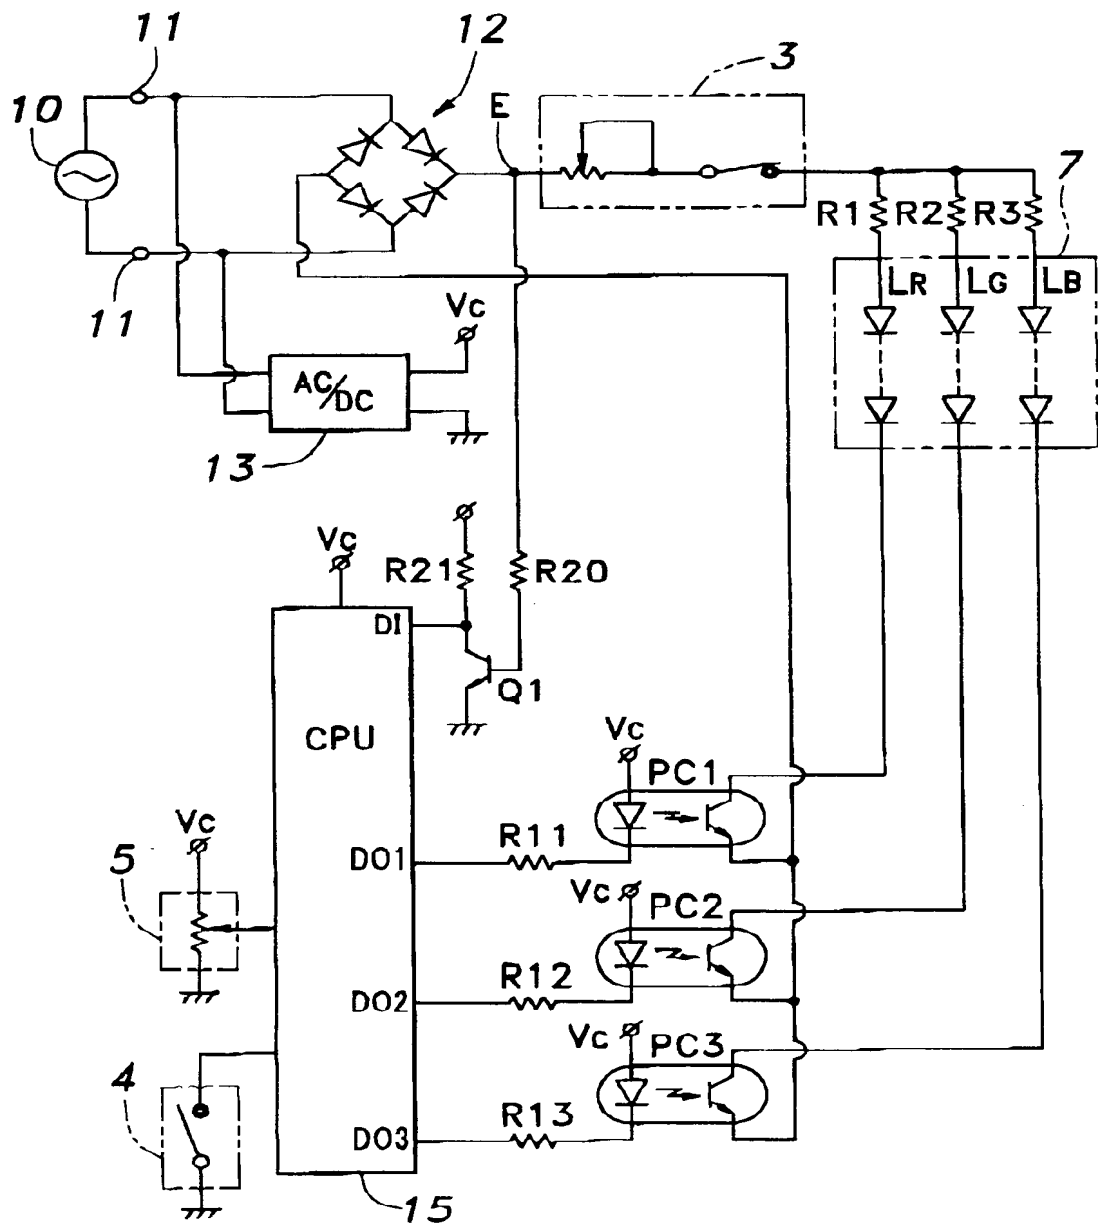 11
12
10
E
3
7
R1
R2
R3
LR
LG
LB
11
Vc
AC/DC
13
Vc
R21
R20
DI
Q1
CPU
Vc
PC1
Vc
R11
DO1
5
Vc
PC2
R12
DO2
Vc
PC3
4
R13
DO3
15